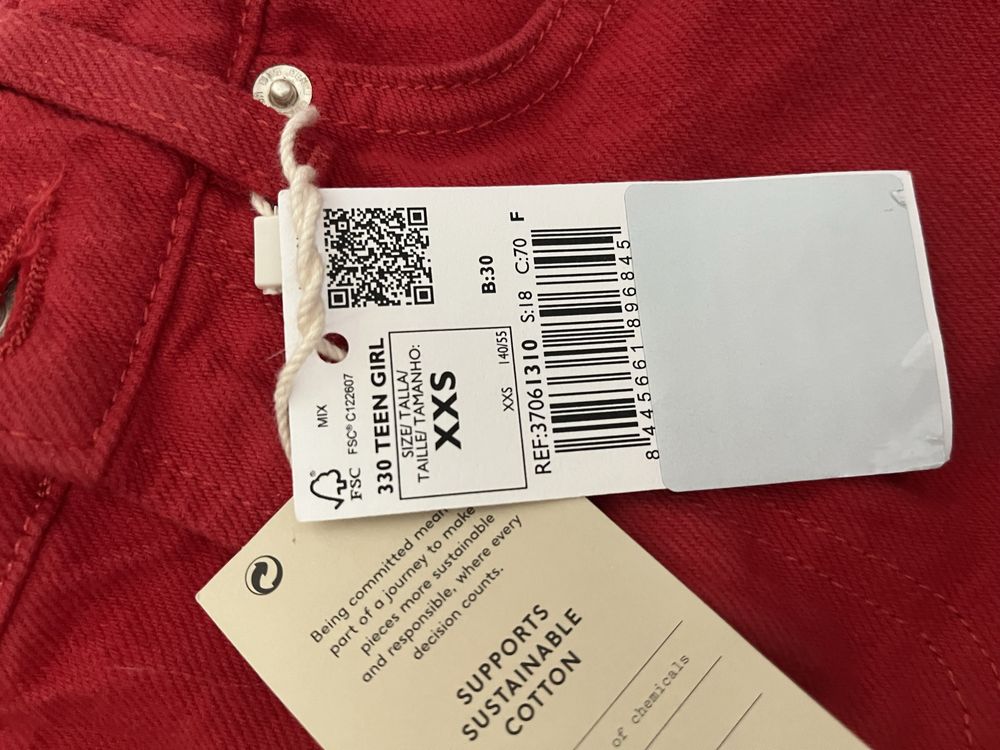 MIX
FSC® C122607
FSC
330 TEEN GIRL
SIZE/ TALLA/
TAILLE/ TAMANHO:
XXS
XXS 140/55
B:30
REF:37061310 S:18 C:70 F
8 445661 896845
Being committed means
part of a journey to make
pieces more sustainable
and responsible, where every
decision counts.
SUPPORTS
SUSTAINABLE
COTTON
of chemicals